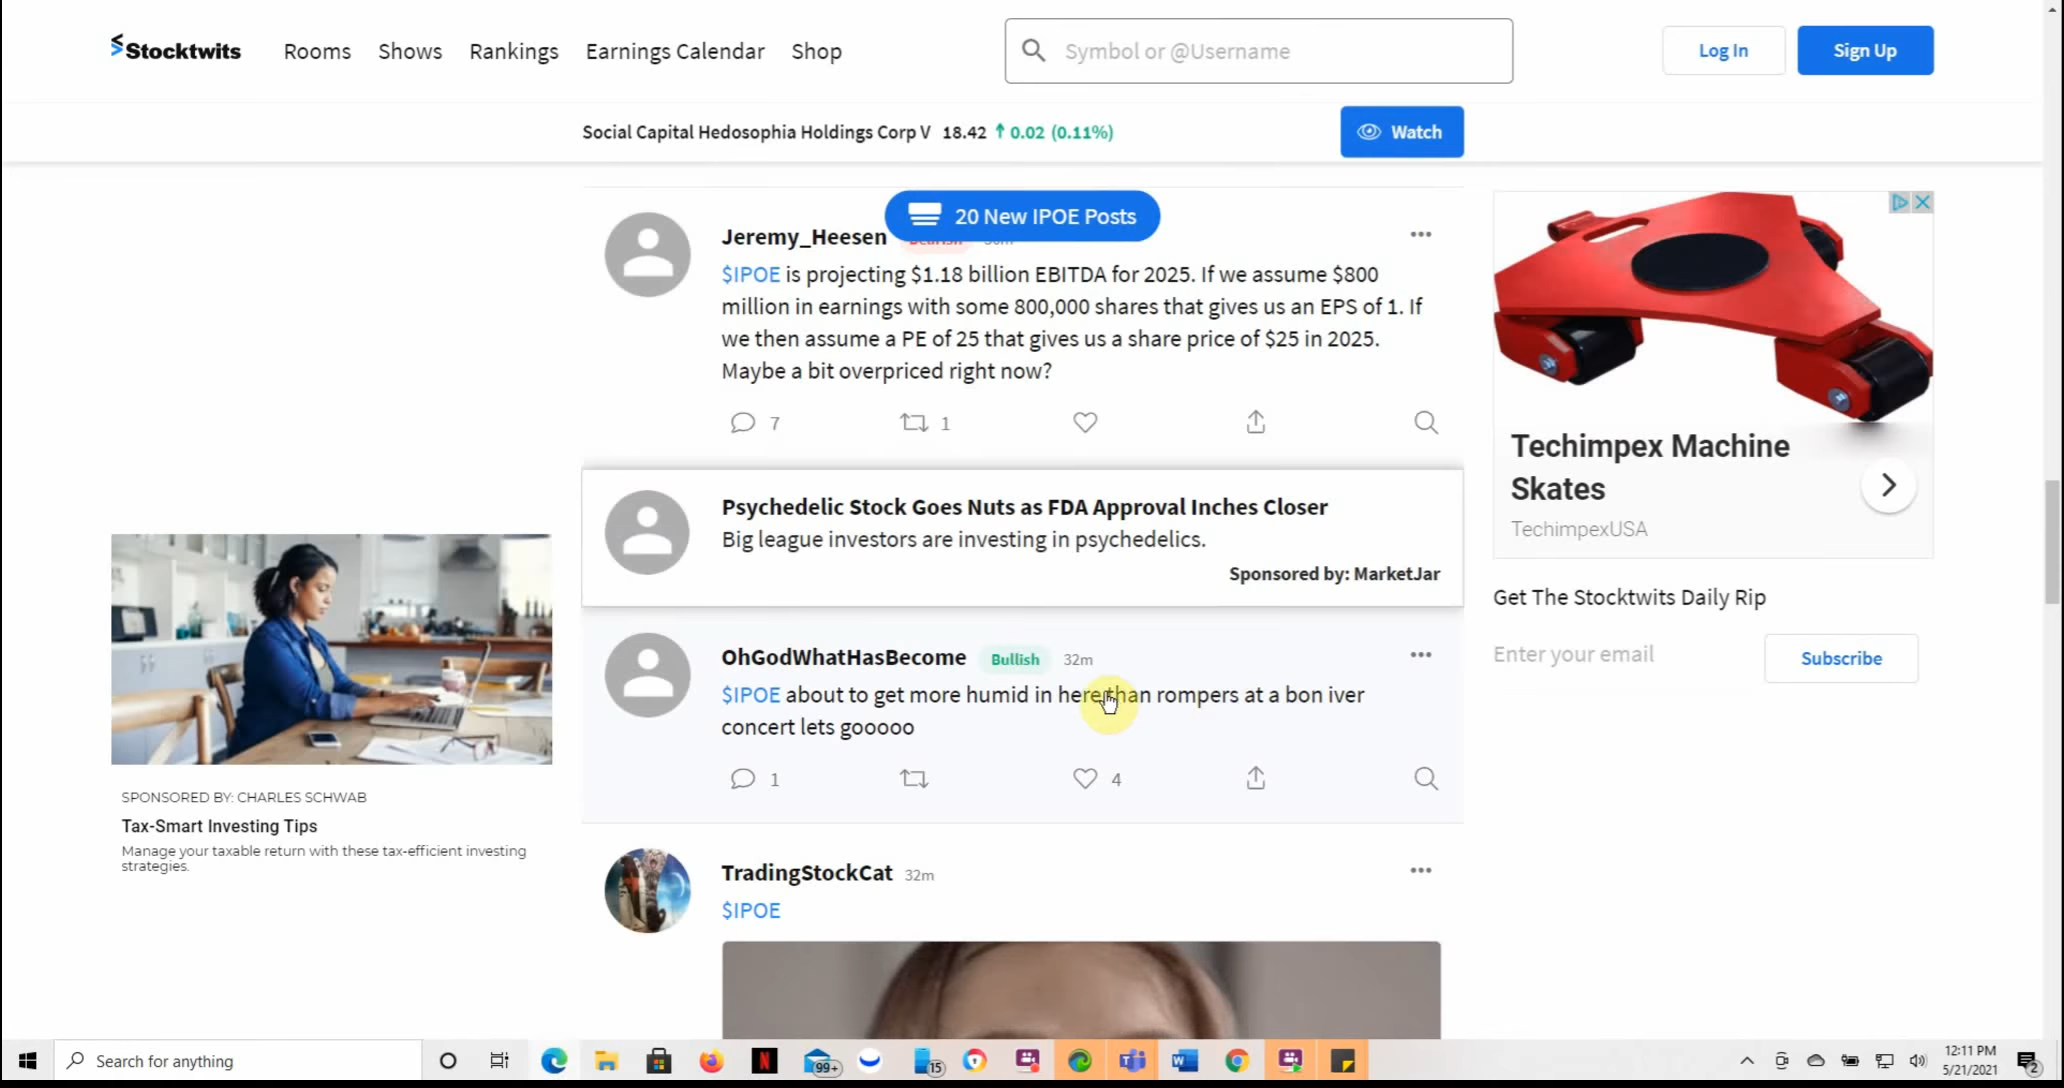 Stocktwits
Rooms
Shows
Rankings
Earnings Calendar
Shop
Symbol or @Username
Log In
Sign Up
Social Capital Hedosophia Holdings Corp V 18.42 ↑ 0.02 (0.11%)
Watch
20 New IPOE Posts
Jeremy_Heesen
$IPOE is projecting $1.18 billion EBITDA for 2025. If we assume $800
million in earnings with some 800,000 shares that gives us an EPS of 1. If
we then assume a PE of 25 that gives us a share price of $25 in 2025.
Maybe a bit overpriced right now?
7
1
Psychedelic Stock Goes Nuts as FDA Approval Inches Closer
Big league investors are investing in psychedelics.
Sponsored by: MarketJar
OhGodWhatHasBecome Bullish 32m
$IPOE about to get more humid in here than rompers at a bon iver
concert lets gooooo
1
4
TradingStockCat 32m
$IPOE
SPONSORED BY: CHARLES SCHWAB
Tax-Smart Investing Tips
Manage your taxable return with these tax-efficient investing
strategies.
Techimpex Machine
Skates
TechimpexUSA
Get The Stocktwits Daily Rip
Enter your email
Subscribe
Search for anything
99+
15
12:11 PM
5/21/2021
2